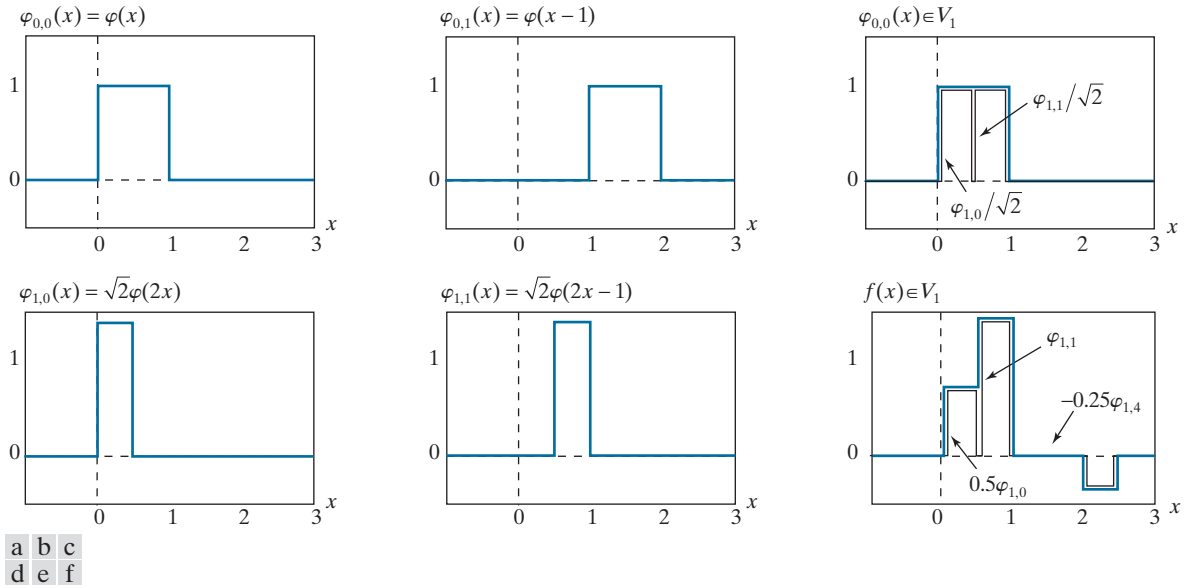 φ₀,₀(x) = φ(x)
φ₀,₁(x) = φ(x − 1)
φ₀,₀(x) ∈ V₁
1
0
0 1 2 3
x
1
0
0 1 2 3
x
1
0
φ₁,₁/√2
φ₁,₀/√2
0 1 2 3
x
φ₁,₀(x) = √2φ(2x)
φ₁,₁(x) = √2φ(2x − 1)
f(x) ∈ V₁
1
0
0 1 2 3
x
1
0
0 1 2 3
x
1
0
φ₁,₁
−0.25φ₁,₄
0.5φ₁,₀
0 1 2 3
x
a b c
d e f